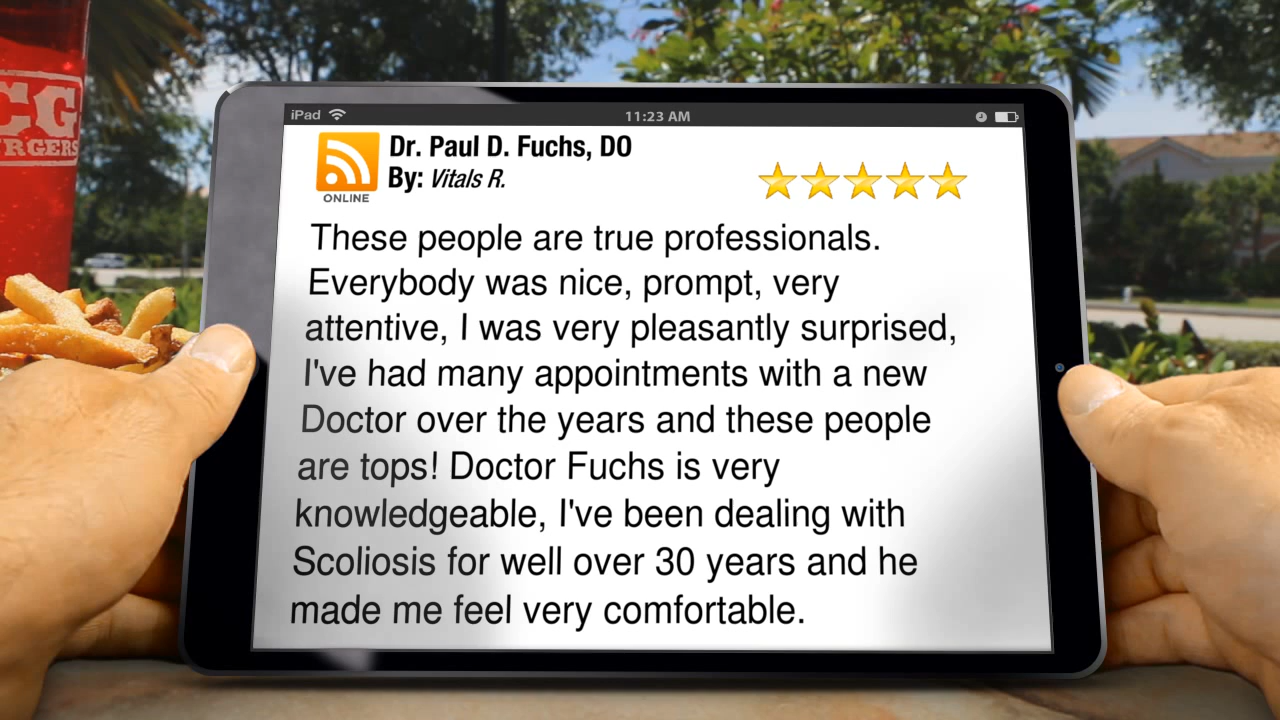 CG
RGERS
iPad 11:23 AM
Dr. Paul D. Fuchs, DO
By: Vitals R.
ONLINE
These people are true professionals.
Everybody was nice, prompt, very
attentive, I was very pleasantly surprised,
I've had many appointments with a new
Doctor over the years and these people
are tops! Doctor Fuchs is very
knowledgeable, I've been dealing with
Scoliosis for well over 30 years and he
made me feel very comfortable.